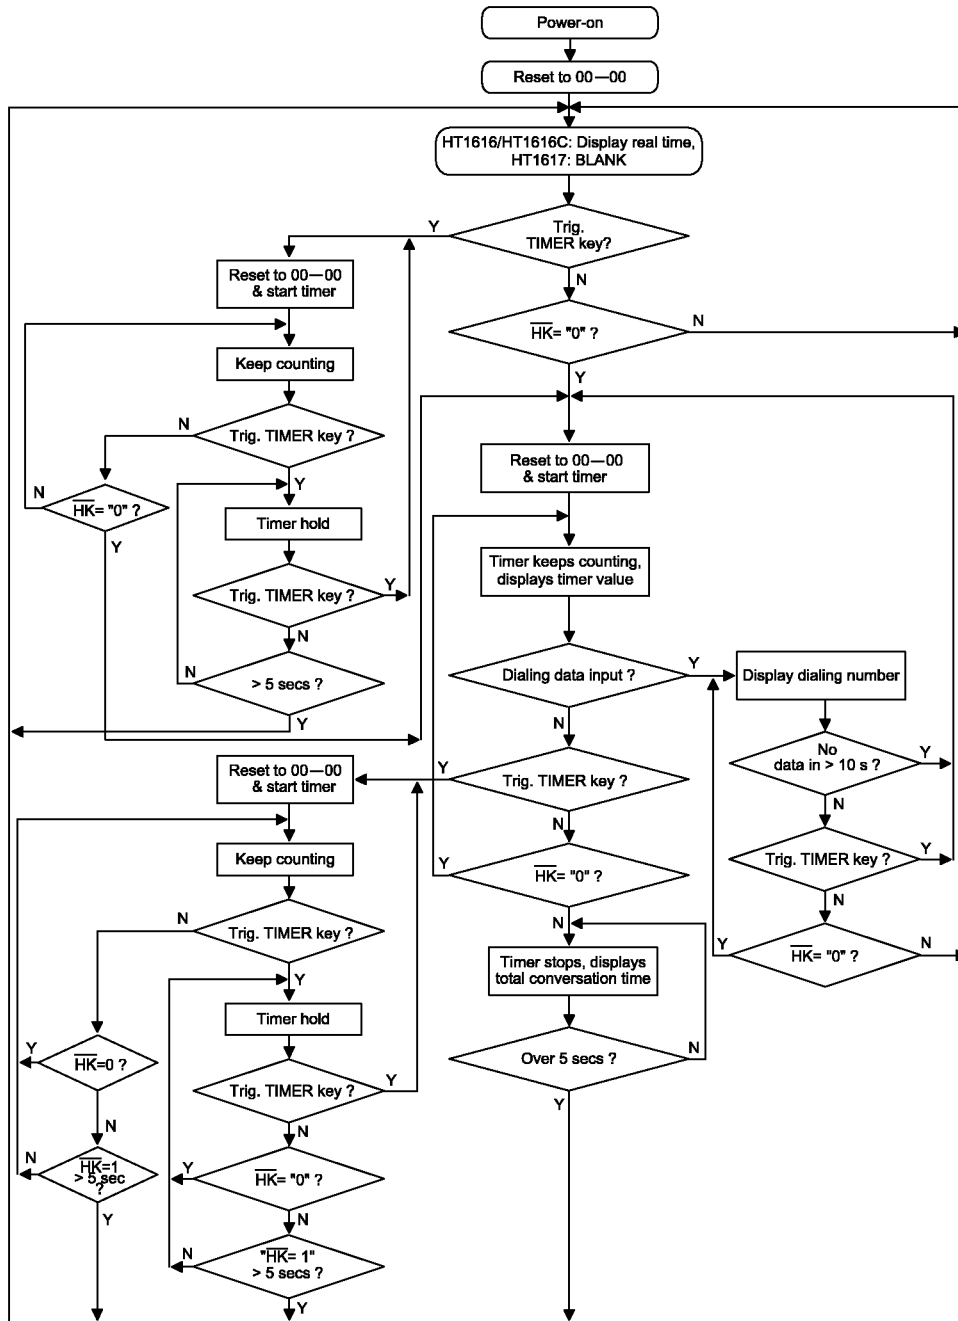 Power-on
Reset to 00—00
HT1616/HT1616C: Display real time,
HT1617: BLANK
Trig.
TIMER key?
Y
N
HK= "0" ?
N
Y
Reset to 00—00
& start timer
Keep counting
Trig. TIMER key ?
N
Y
HK= "0" ?
N
Y
Timer hold
Trig. TIMER key ?
Y
N
> 5 secs ?
N
Y
Reset to 00—00
& start timer
Timer keeps counting,
displays timer value
Dialing data input ?
Y
N
Display dialing number
No
data in > 10 s ?
Y
N
Trig. TIMER key ?
Y
N
HK= "0" ?
Y
N
Trig. TIMER key ?
Y
N
HK= "0" ?
Y
N
Timer stops, displays
total conversation time
Over 5 secs ?
N
Y
Reset to 00—00
& start timer
Keep counting
Trig. TIMER key ?
N
Y
HK=0 ?
Y
N
HK=1
> 5 sec
?
N
Y
Timer hold
Trig. TIMER key ?
Y
N
HK= "0" ?
Y
N
"HK= 1"
> 5 secs ?
N
Y